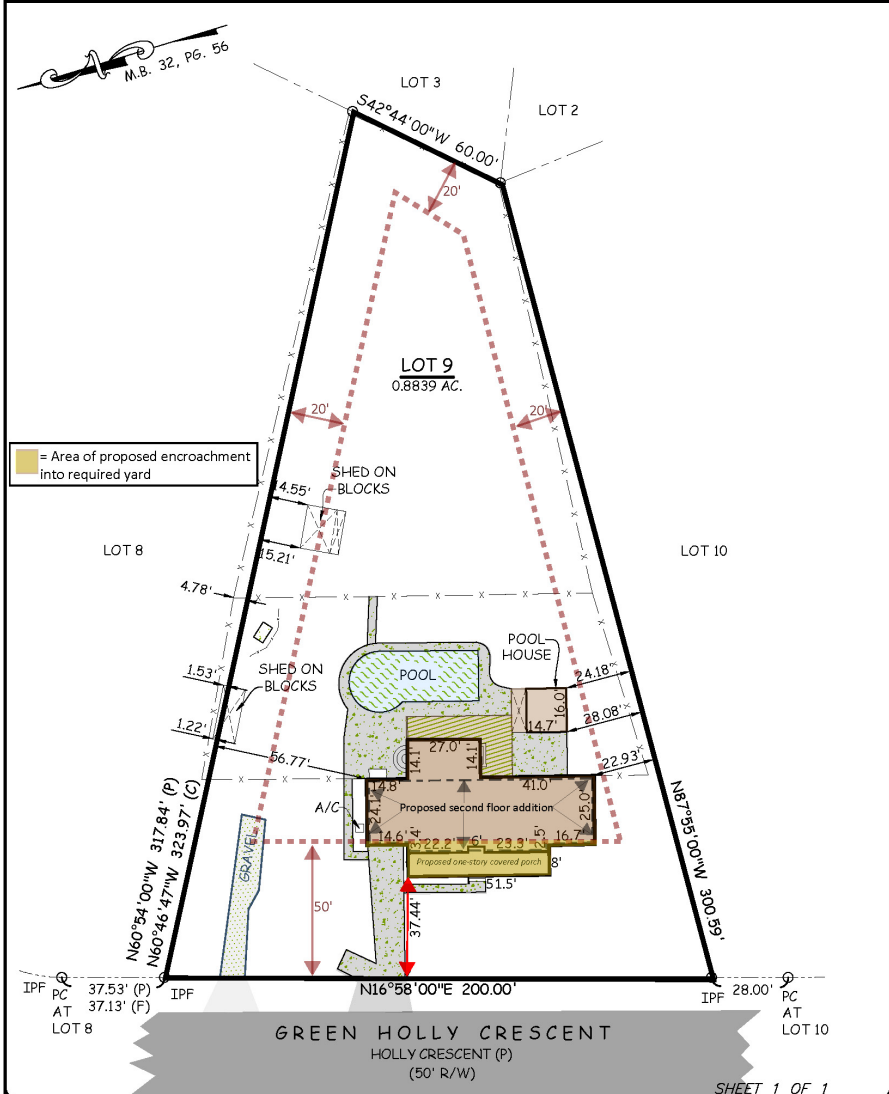 M.B. 32, PG. 56
LOT 3
S42°44'00"W 60.00'
LOT 2
20'
LOT 9
0.8839 AC.
20'
20'
= Area of proposed encroachment
into required yard
SHED ON
BLOCKS
14.55'
15.21'
LOT 8
LOT 10
4.78'
1.53'
SHED ON
BLOCKS
1.22'
POOL
POOL
HOUSE
24.18'
16.0'
14.7'
28.08'
22.93'
56.77'
27.0'
14.1'
14.1'
14.8'
41.0'
A/C
24.1'
Proposed second floor addition
25.0'
14.6'
3.4'
22.2'
6'
23.3'
2.5'
16.7'
Proposed one-story covered porch
8'
51.5'
GRAVEL
50'
37.44'
N60°54'00"W 317.84' (P)
N60°46'47"W 323.97' (C)
N87°55'00"W 300.59'
IPF
PC
AT
LOT 8
37.53' (P)
37.13' (F)
IPF
N16°58'00"E 200.00'
IPF
28.00'
PC
AT
LOT 10
GREEN HOLLY CRESCENT
HOLLY CRESCENT (P)
(50' R/W)
SHEET 1 OF 1